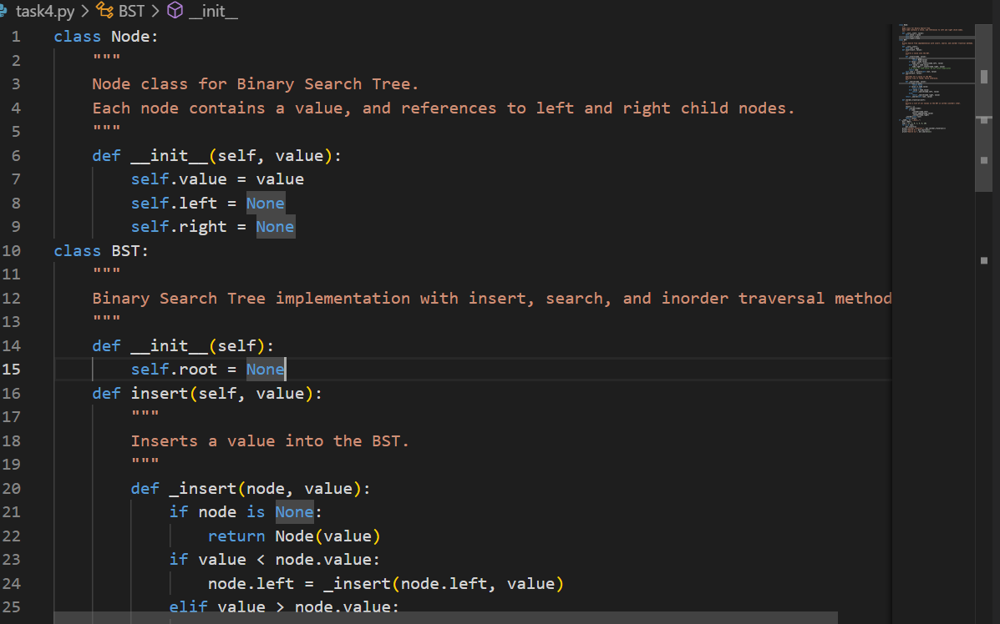 task4.py > BST > __init__
1 class Node:
2 """
3 Node class for Binary Search Tree.
4 Each node contains a value, and references to left and right child nodes.
5 """
6 def __init__(self, value):
7 self.value = value
8 self.left = None
9 self.right = None
10 class BST:
11 """
12 Binary Search Tree implementation with insert, search, and inorder traversal method
13 """
14 def __init__(self):
15 self.root = None
16 def insert(self, value):
17 """
18 Inserts a value into the BST.
19 """
20 def _insert(node, value):
21 if node is None:
22 return Node(value)
23 if value < node.value:
24 node.left = _insert(node.left, value)
25 elif value > node.value: